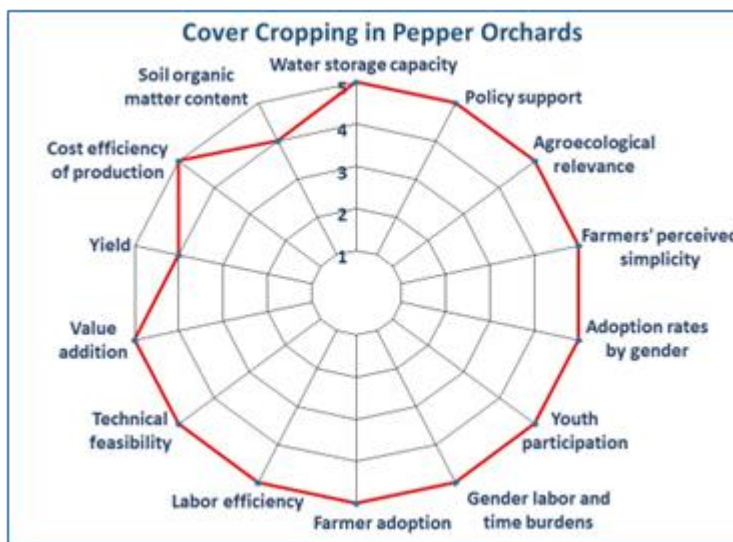 Cover Cropping in Pepper Orchards
Water storage capacity
Policy support
Agroecological
relevance
Farmers' perceived
simplicity
Adoption rates
by gender
Youth
participation
Gender labor and
time burdens
Farmer adoption
Labor efficiency
Technical
feasibility
Value
addition
Yield
Cost efficiency
of production
Soil organic
matter content
5
4
3
2
1